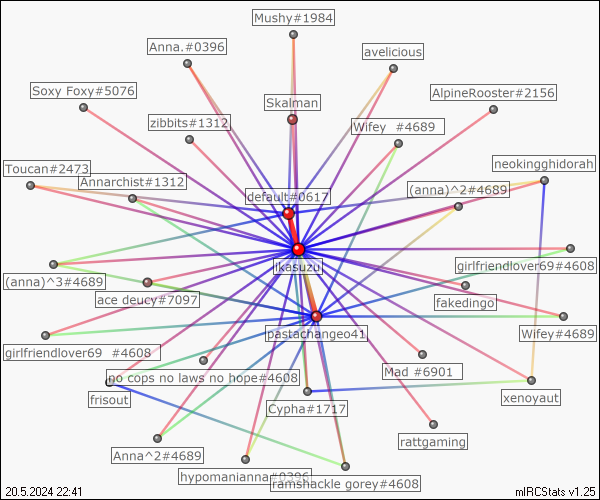 Mushy#1984
Anna.#0396
avelicious
Soxy Foxy#5076
AlpineRooster#2156
Skalman
zibbits#1312
Wifey  #4689
Toucan#2473
neokingghidorah
Annarchist#1312
(anna)^2#4689
default#0617
ikasuzu
girlfriendlover69#4608
(anna)^3#4689
ace deucy#7097
fakedingo
pastachangeo41
Wifey#4689
girlfriendlover69  #4608
no cops no laws no hope#4608
Mad #6901
frisout
Cypha#1717
xenoyaut
rattgaming
Anna^2#4689
hypomanianna#0396
ramshackle gorey#4608
20.5.2024 22:41
mIRCStats v1.25